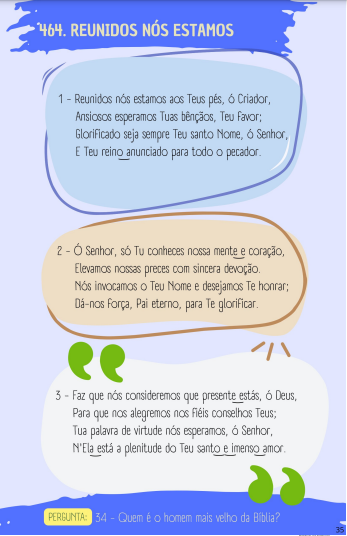 464. REUNIDOS NÓS ESTAMOS
1 - Reunidos nós estamos aos Teus pés, ó Criador,
Ansiosos esperamos Tuas bênçãos, Teu favor;
Glorificado seja sempre Teu santo Nome, ó Senhor,
E Teu reino anunciado para todo o pecador.
2 - Ó Senhor, só Tu conheces nossa mente e coração,
Elevamos nossas preces com sincera devoção.
Nós invocamos o Teu Nome e desejamos Te honrar;
Dá-nos força, Pai eterno, para Te glorificar.
3 - Faz que nós consideremos que presente estás, ó Deus,
Para que nos alegremos nos fiéis conselhos Teus;
Tua palavra de virtude nós esperamos, ó Senhor,
N'Ela está a plenitude do Teu santo e imenso amor.
PERGUNTA: 34 - Quem é o homem mais velho da Bíblia?
35